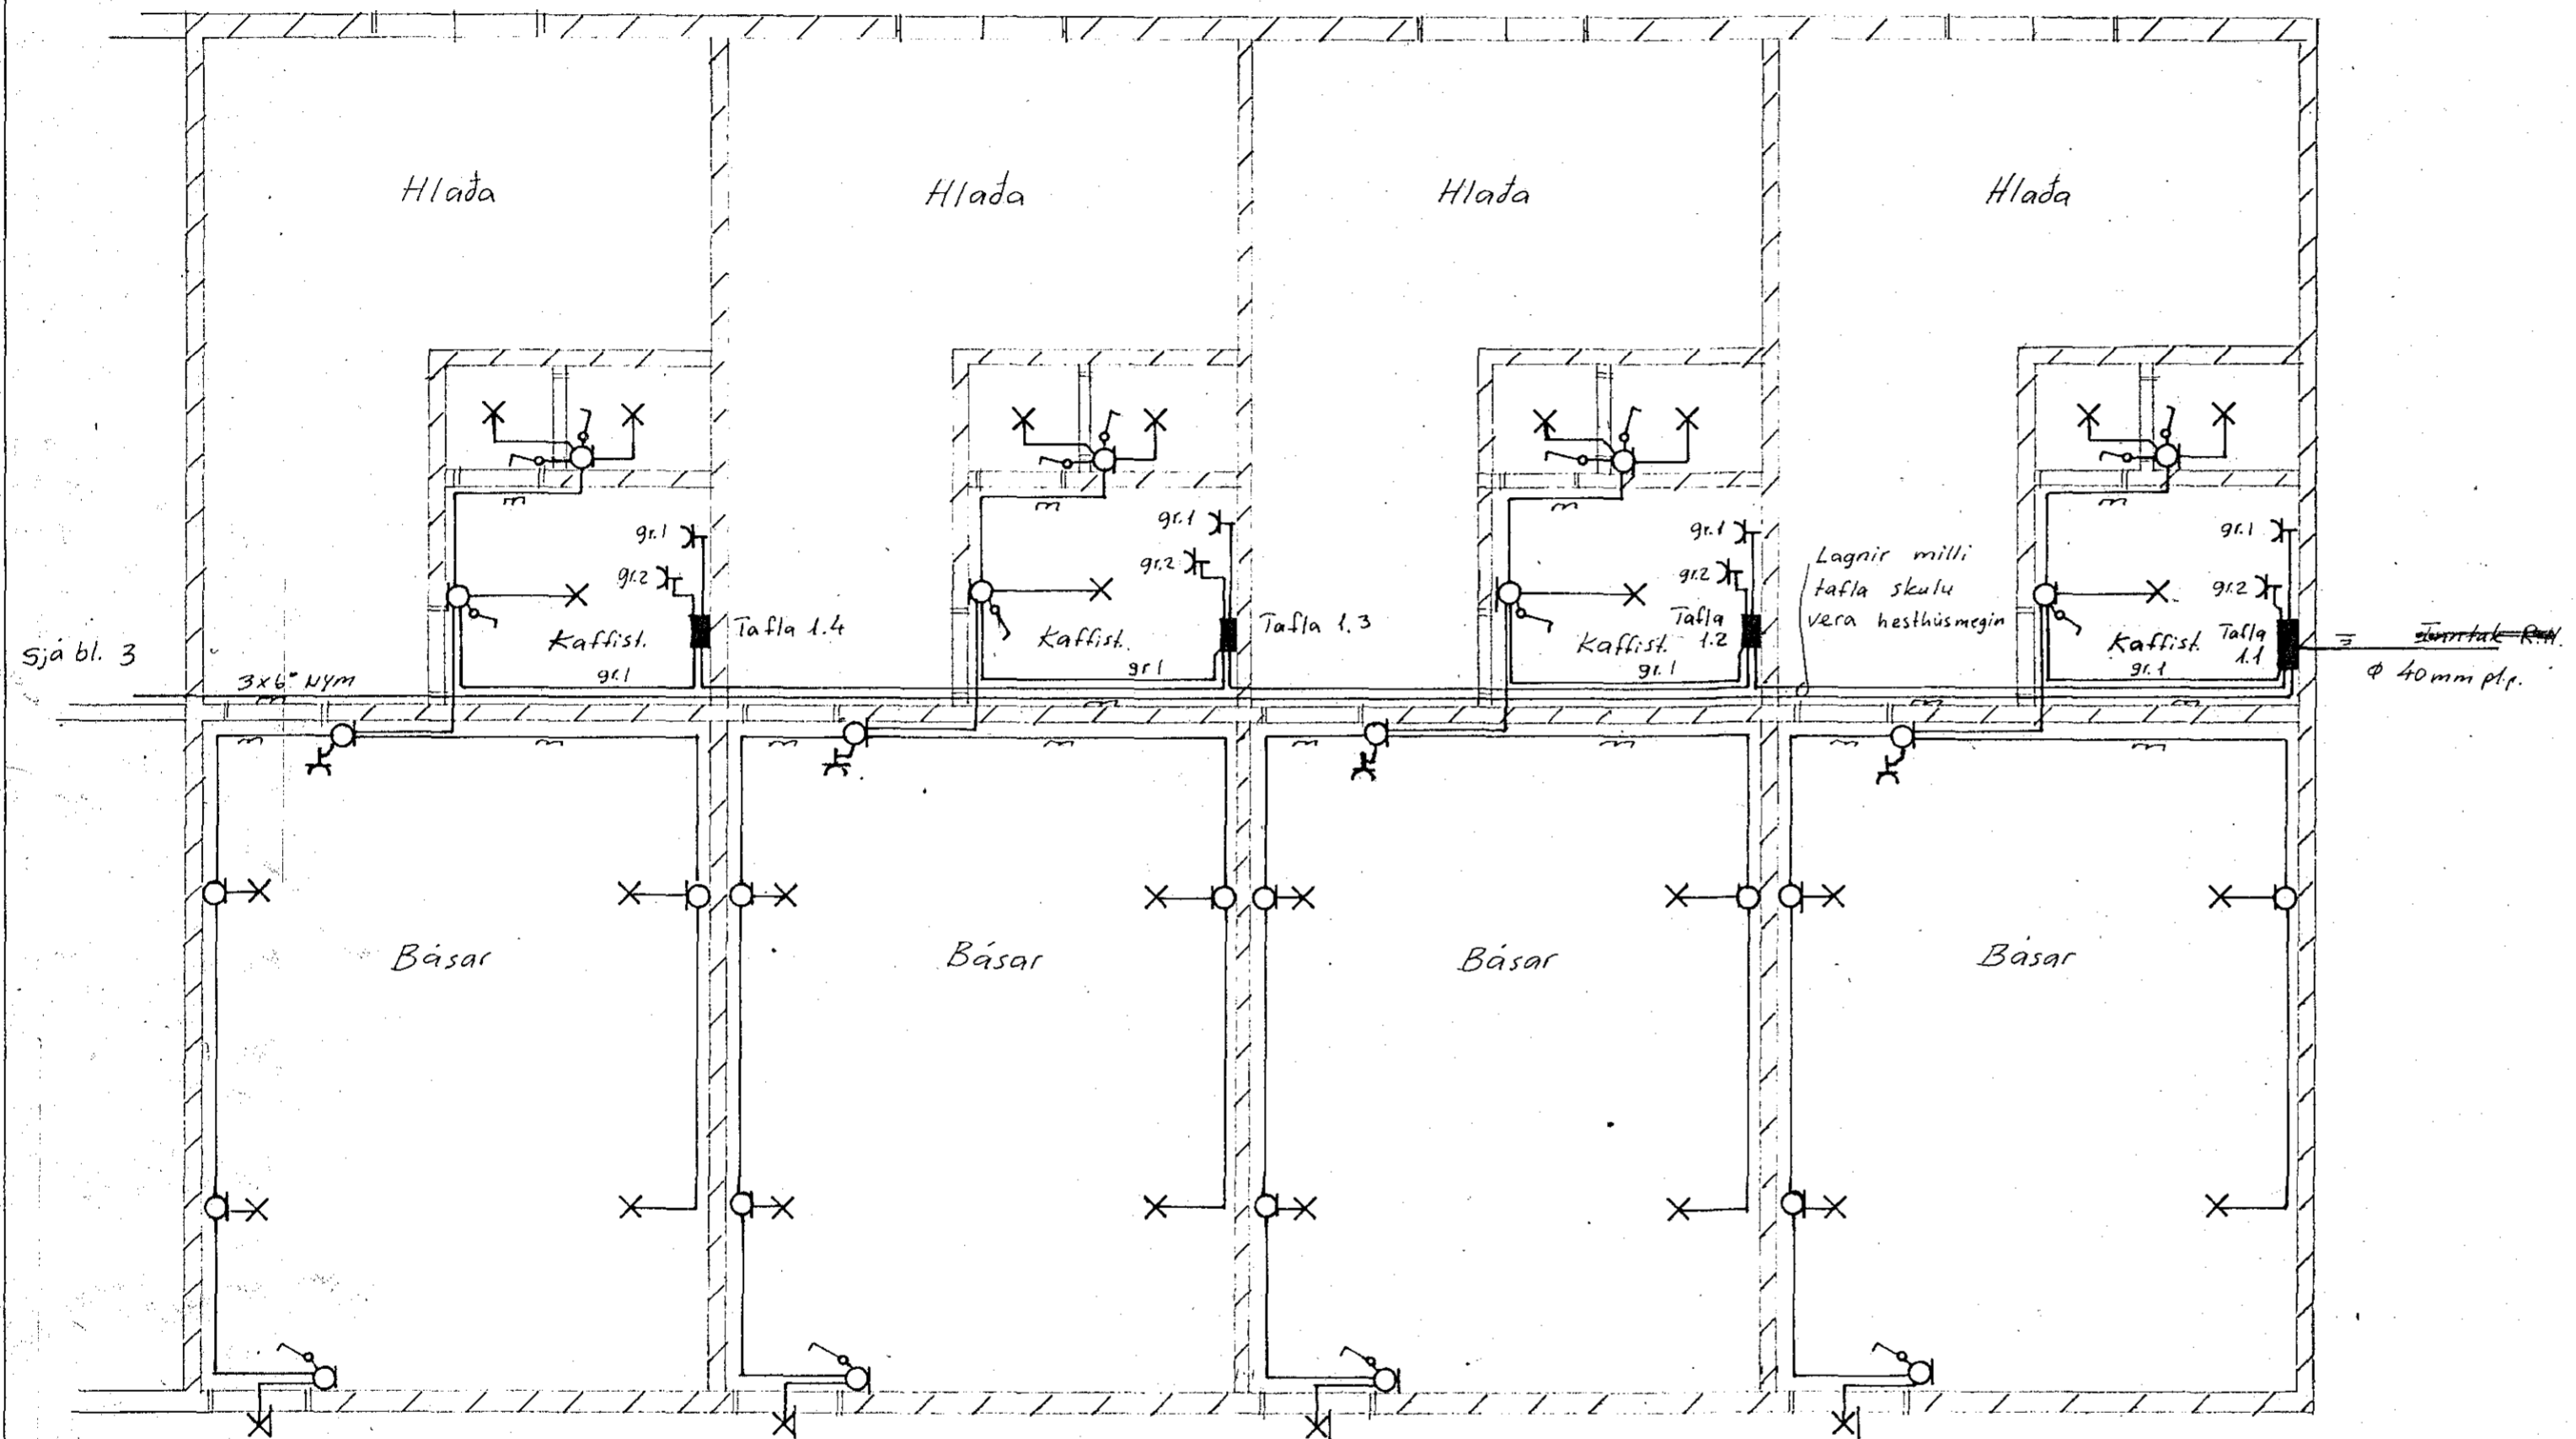 Hlaða
Hlaða
Hlaða
Hlaða
gr.1
gr.2
Tafla 1.4
Kaffist.
gr.1
gr.1
gr.2
Tafla 1.3
Kaffist.
gr.1
gr.1
gr.2
Tafla
1.2
Kaffist.
gr.1
Lagnir milli
tafla skulu
vera hesthúsmegin
gr.1
gr.2
Kaffist.
Tafla
1.1
gr.1
Φ 40mm pl.p.
Sjá bl. 3
3x6" NYM
Básar
Básar
Básar
Básar